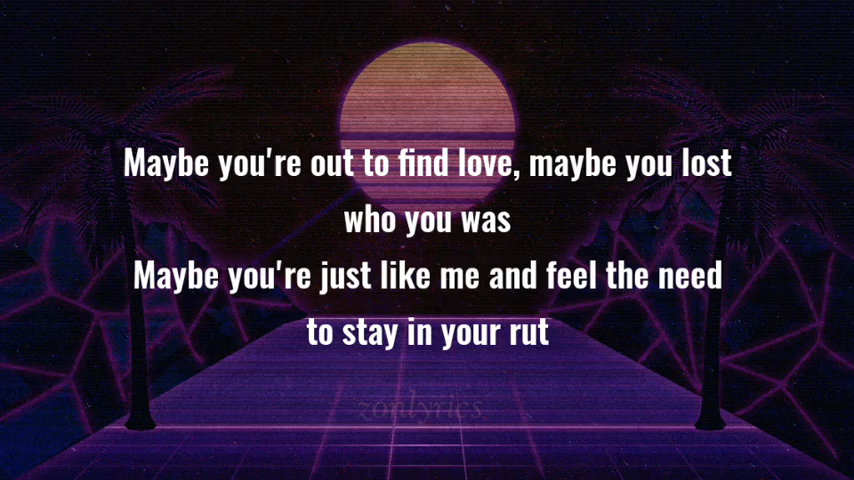 Maybe you're out to find love, maybe you lost
who you was
Maybe you're just like me and feel the need
to stay in your rut
zonlyrics